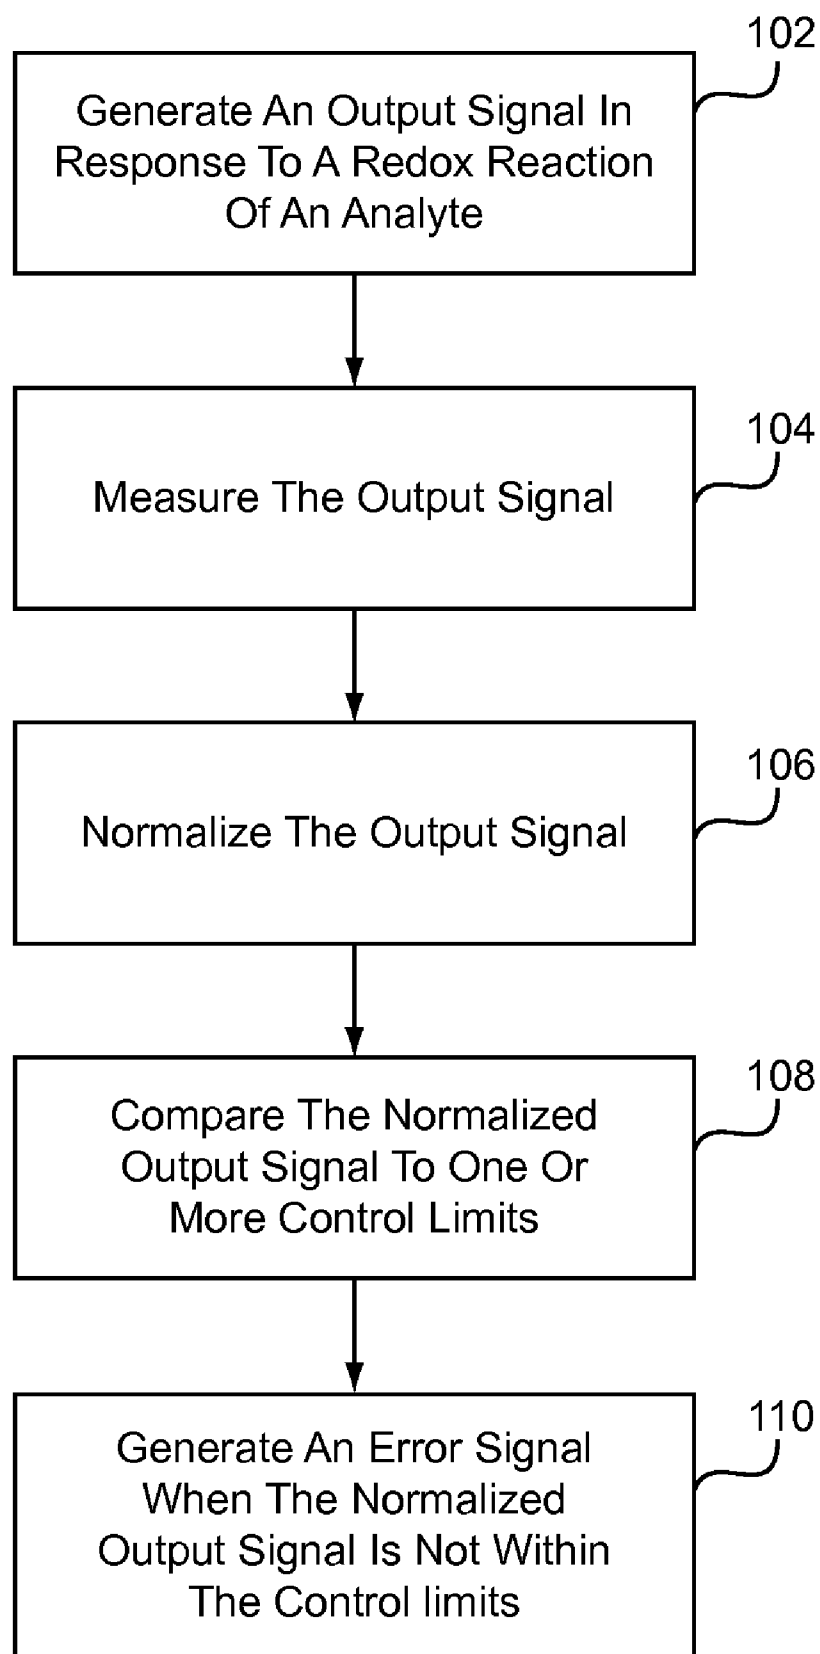 102
Generate An Output Signal In
Response To A Redox Reaction
Of An Analyte
104
Measure The Output Signal
106
Normalize The Output Signal
108
Compare The Normalized
Output Signal To One Or
More Control Limits
110
Generate An Error Signal
When The Normalized
Output Signal Is Not Within
The Control limits